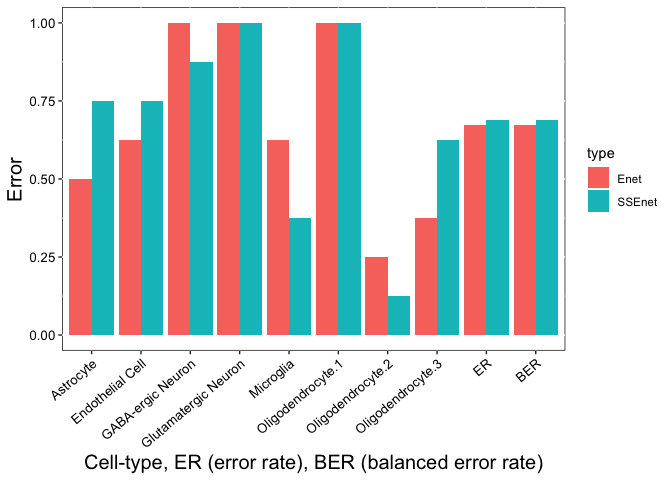 1.00
0.75
0.50
0.25
0.00
Error
Astrocyte
Endothelial Cell
GABA-ergic Neuron
Glutamatergic Neuron
Microglia
Oligodendrocyte.1
Oligodendrocyte.2
Oligodendrocyte.3
ER
BER
Cell-type, ER (error rate), BER (balanced error rate)
type
Enet
SSEnet